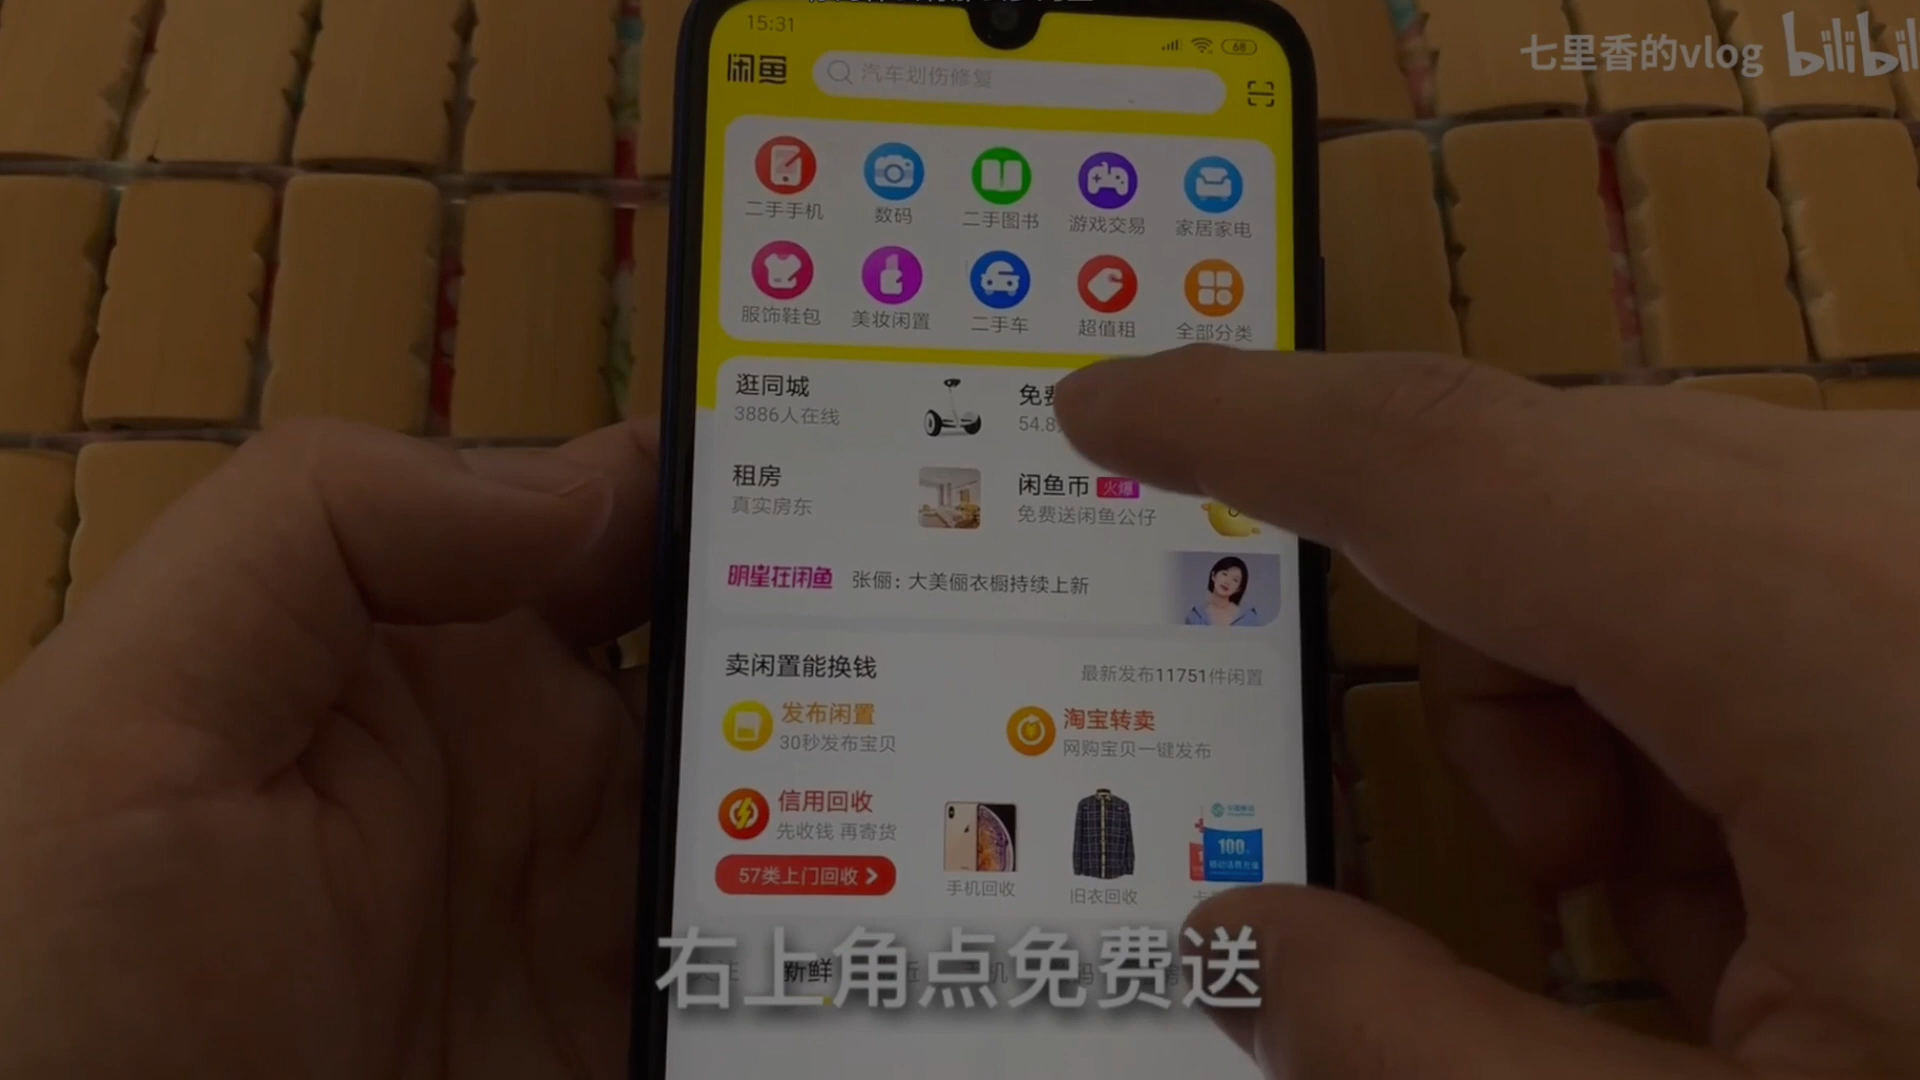 七里香的vlog bilibili
15:31
68
闲鱼
汽车划伤修复
二手手机 数码 二手图书 游戏交易 家居家电
服饰鞋包 美妆闲置 二手车 超值租 全部分类
逛同城
3886人在线
免费
54.8
租房
真实房东
闲鱼币 火爆
免费送闲鱼公仔
明星在闲鱼 张俪：大美俪衣橱持续上新
卖闲置能换钱 最新发布11751件闲置
发布闲置
30秒发布宝贝
淘宝转卖
网购宝贝一键发布
信用回收
先收钱 再寄货
57类上门回收
100
手机回收 旧衣回收
新鲜
右上角点免费送